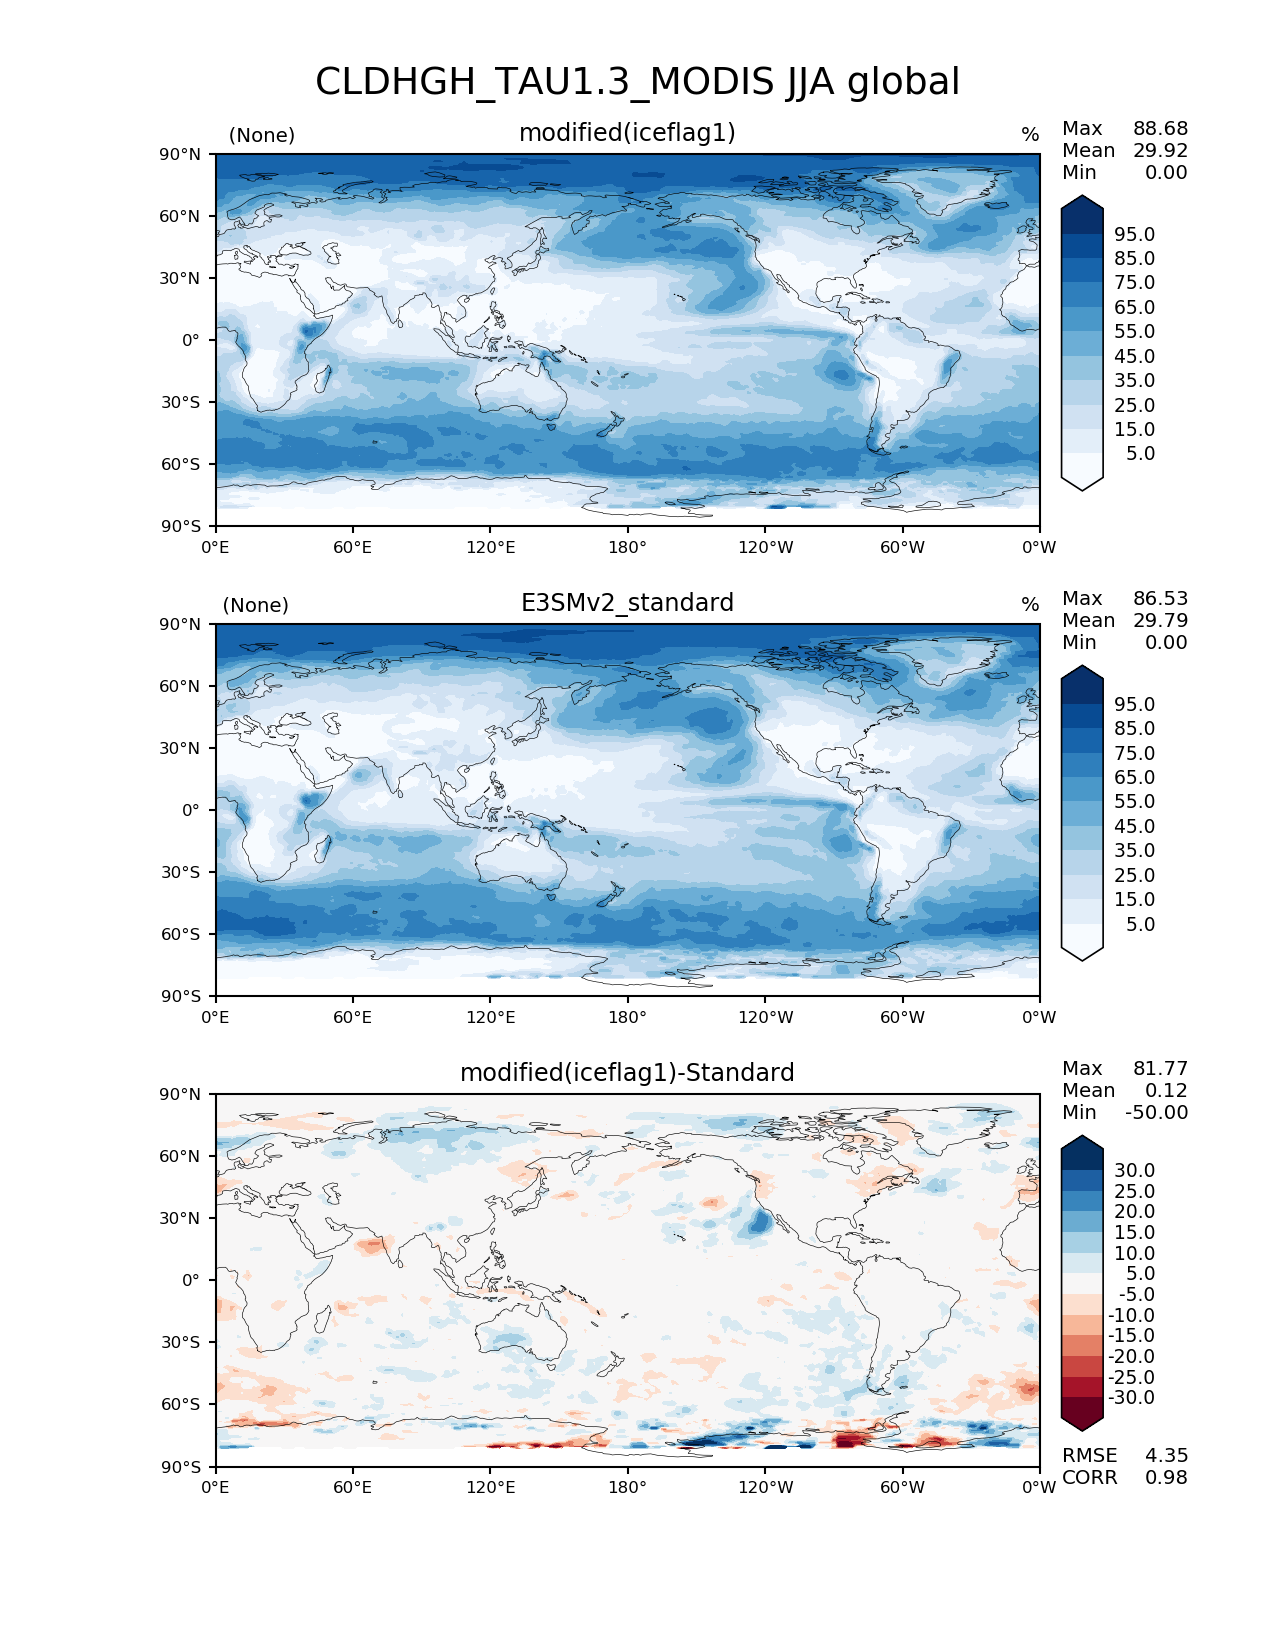 CLDHGH_TAU1.3_MODIS JJA global
(None) modified(iceflag1) %
Max 88.68
Mean 29.92
Min 0.00
90°N
60°N
30°N
0°
30°S
60°S
90°S
0°E 60°E 120°E 180° 120°W 60°W 0°W
95.0
85.0
75.0
65.0
55.0
45.0
35.0
25.0
15.0
5.0
(None) E3SMv2_standard %
Max 86.53
Mean 29.79
Min 0.00
90°N
60°N
30°N
0°
30°S
60°S
90°S
0°E 60°E 120°E 180° 120°W 60°W 0°W
95.0
85.0
75.0
65.0
55.0
45.0
35.0
25.0
15.0
5.0
modified(iceflag1)-Standard
Max 81.77
Mean 0.12
Min -50.00
90°N
60°N
30°N
0°
30°S
60°S
90°S
0°E 60°E 120°E 180° 120°W 60°W 0°W
30.0
25.0
20.0
15.0
10.0
5.0
-5.0
-10.0
-15.0
-20.0
-25.0
-30.0
RMSE 4.35
CORR 0.98